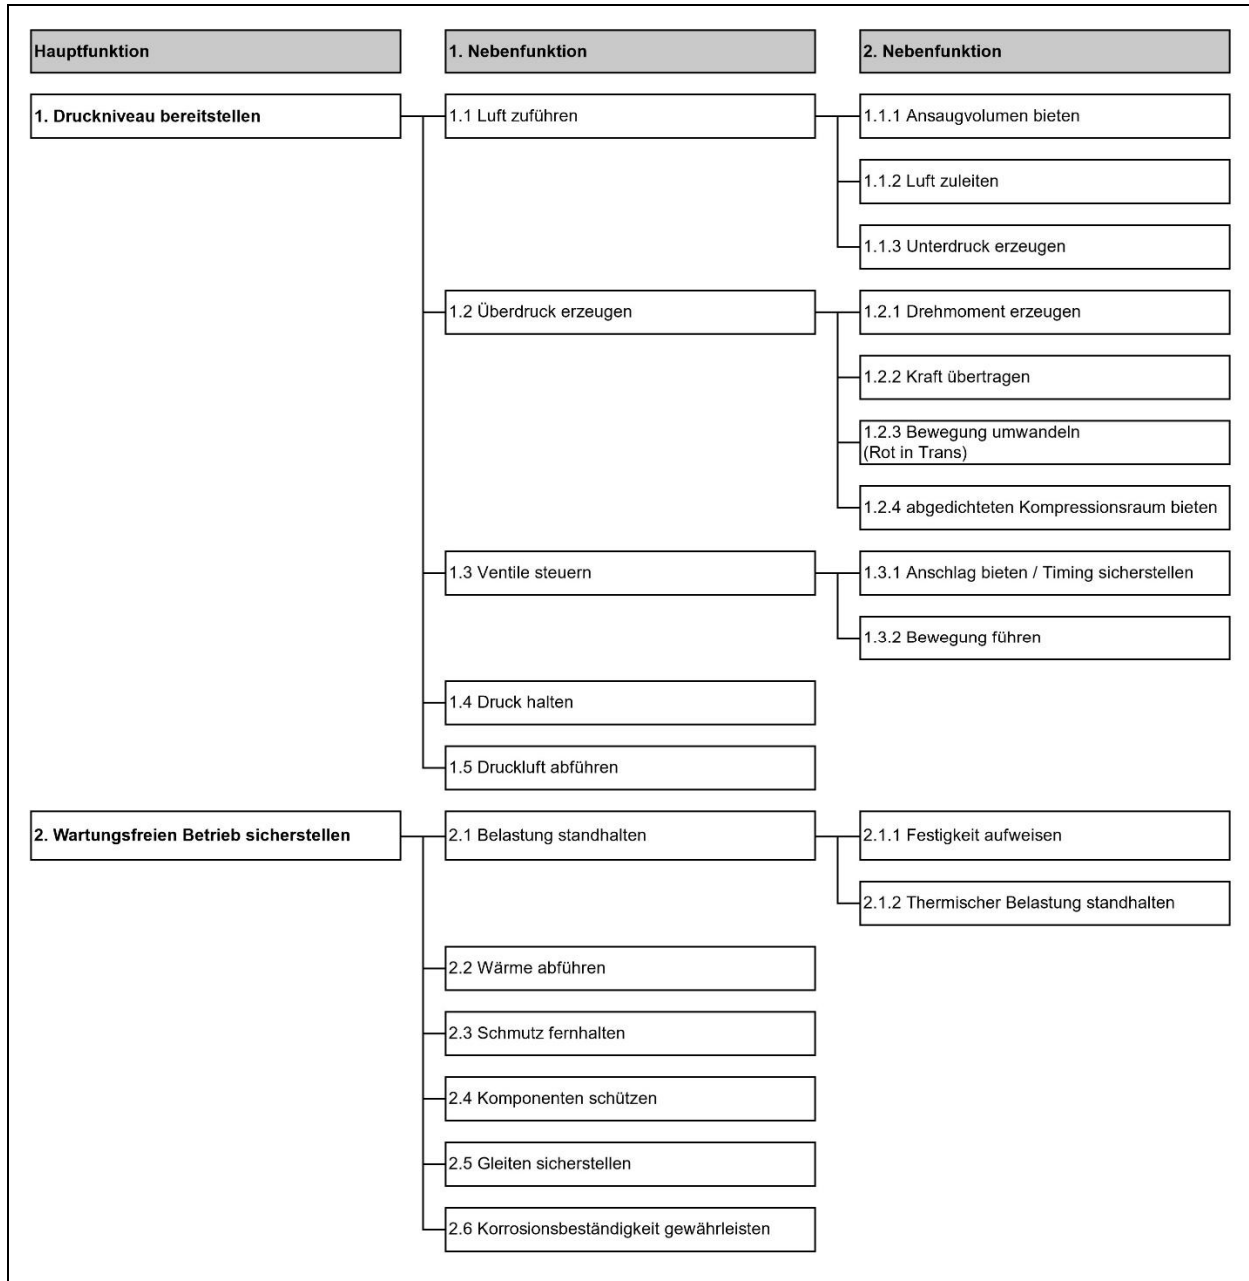 Hauptfunktion
1. Nebenfunktion
2. Nebenfunktion
1. Druckniveau bereitstellen
1.1 Luft zuführen
1.1.1 Ansaugvolumen bieten
1.1.2 Luft zuleiten
1.1.3 Unterdruck erzeugen
1.2 Überdruck erzeugen
1.2.1 Drehmoment erzeugen
1.2.2 Kraft übertragen
1.2.3 Bewegung umwandeln
(Rot in Trans)
1.2.4 abgedichteten Kompressionsraum bieten
1.3 Ventile steuern
1.3.1 Anschlag bieten / Timing sicherstellen
1.3.2 Bewegung führen
1.4 Druck halten
1.5 Druckluft abführen
2. Wartungsfreien Betrieb sicherstellen
2.1 Belastung standhalten
2.1.1 Festigkeit aufweisen
2.1.2 Thermischer Belastung standhalten
2.2 Wärme abführen
2.3 Schmutz fernhalten
2.4 Komponenten schützen
2.5 Gleiten sicherstellen
2.6 Korrosionsbeständigkeit gewährleisten